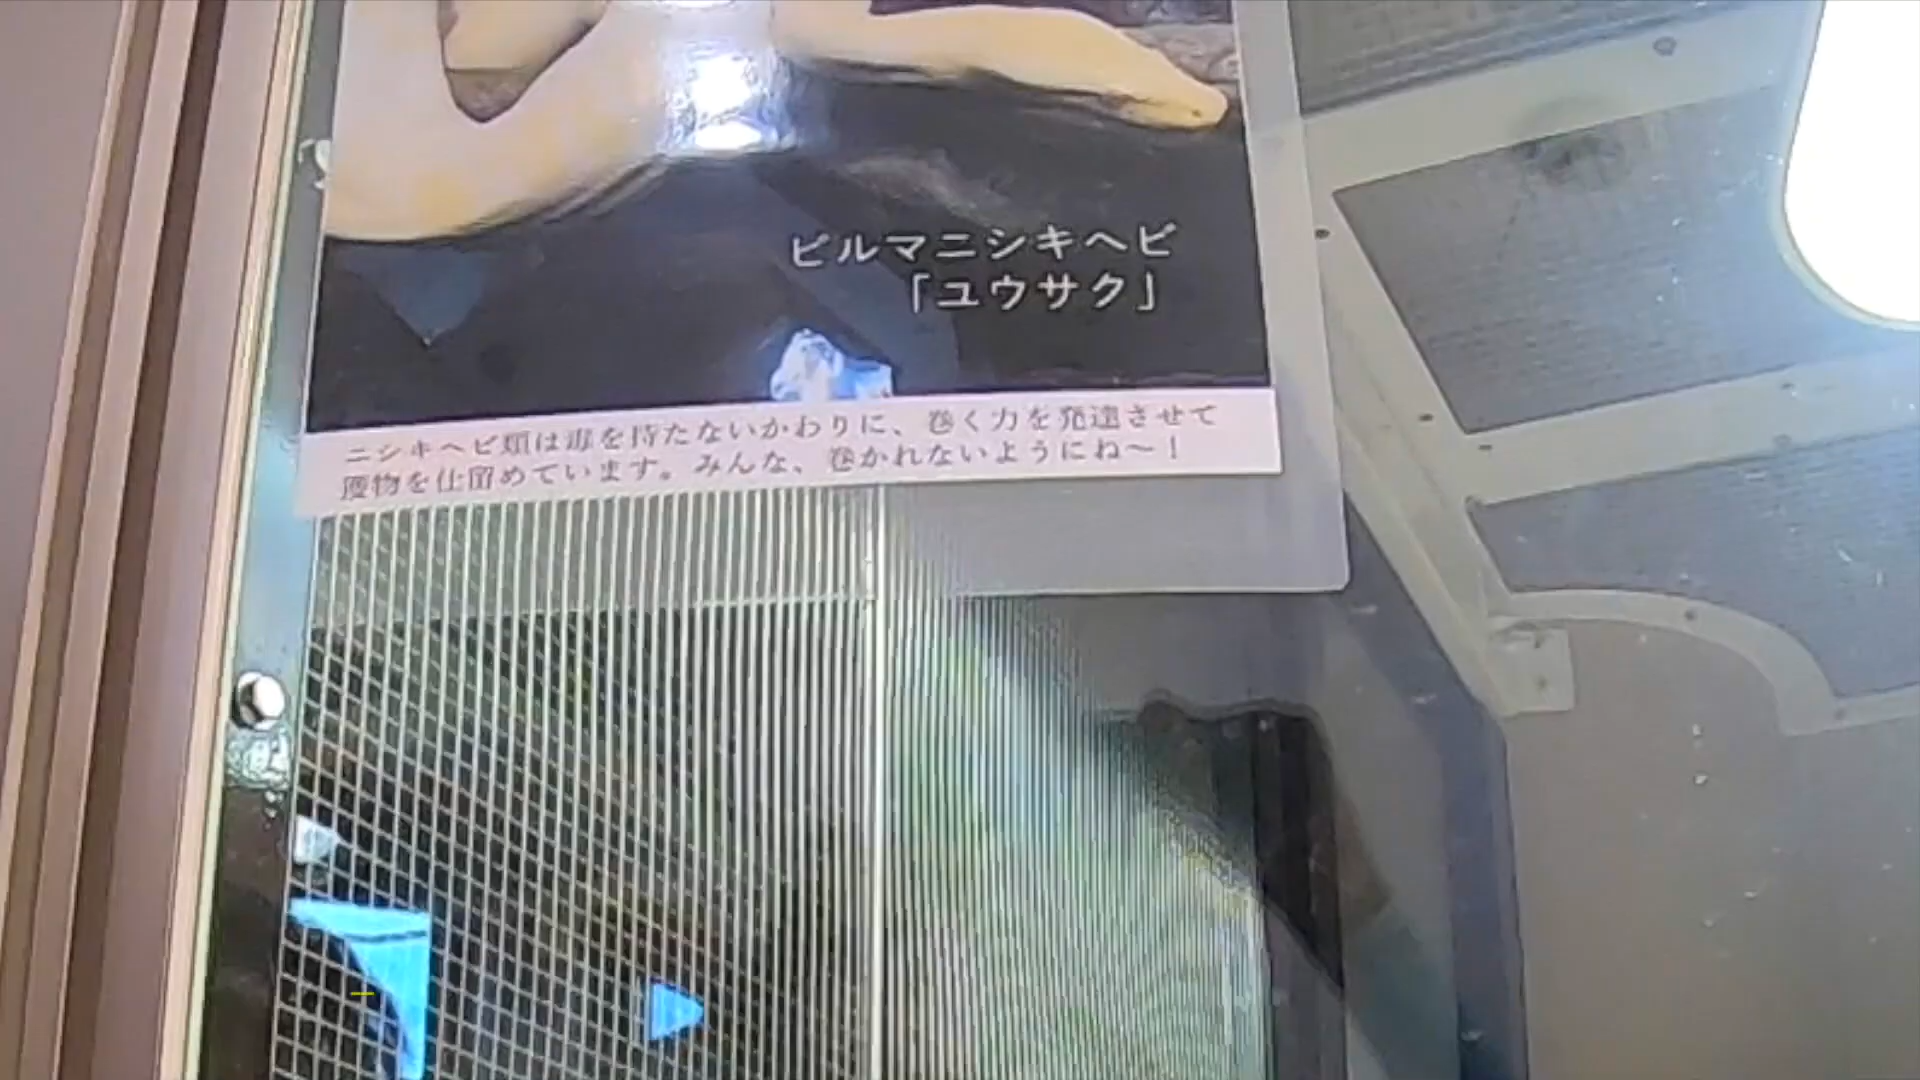 ビルマニシキヘビ
「ユウサク」
ニシキヘビ類は毒を持たないかわりに、巻く力を発達させて
獲物を仕留めています。みんな、巻かれないようにね〜！